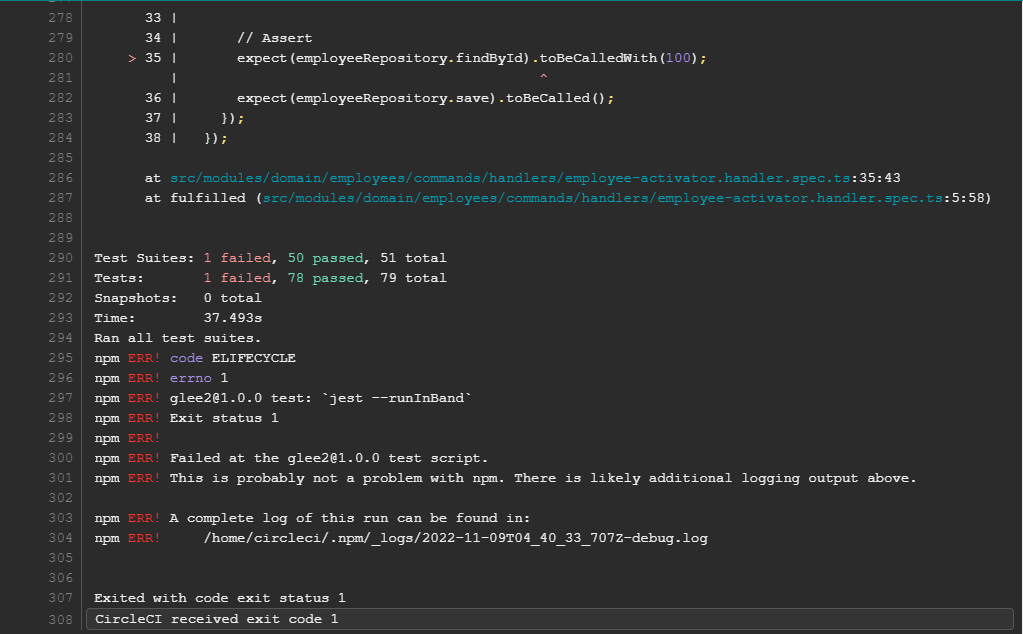 278 33 |
279 34 | // Assert
280 > 35 | expect(employeeRepository.findById).toBeCalledWith(100);
281 | ^
282 36 | expect(employeeRepository.save).toBeCalled();
283 37 | });
284 38 | });
285
286 at src/modules/domain/employees/commands/handlers/employee-activator.handler.spec.ts:35:43
287 at fulfilled (src/modules/domain/employees/commands/handlers/employee-activator.handler.spec.ts:5:58)
288
289
290 Test Suites: 1 failed, 50 passed, 51 total
291 Tests: 1 failed, 78 passed, 79 total
292 Snapshots: 0 total
293 Time: 37.493s
294 Ran all test suites.
295 npm ERR! code ELIFECYCLE
296 npm ERR! errno 1
297 npm ERR! glee2@1.0.0 test: `jest --runInBand`
298 npm ERR! Exit status 1
299 npm ERR!
300 npm ERR! Failed at the glee2@1.0.0 test script.
301 npm ERR! This is probably not a problem with npm. There is likely additional logging output above.
302
303 npm ERR! A complete log of this run can be found in:
304 npm ERR! /home/circleci/.npm/_logs/2022-11-09T04_40_33_707Z-debug.log
305
306
307 Exited with code exit status 1
308 CircleCI received exit code 1